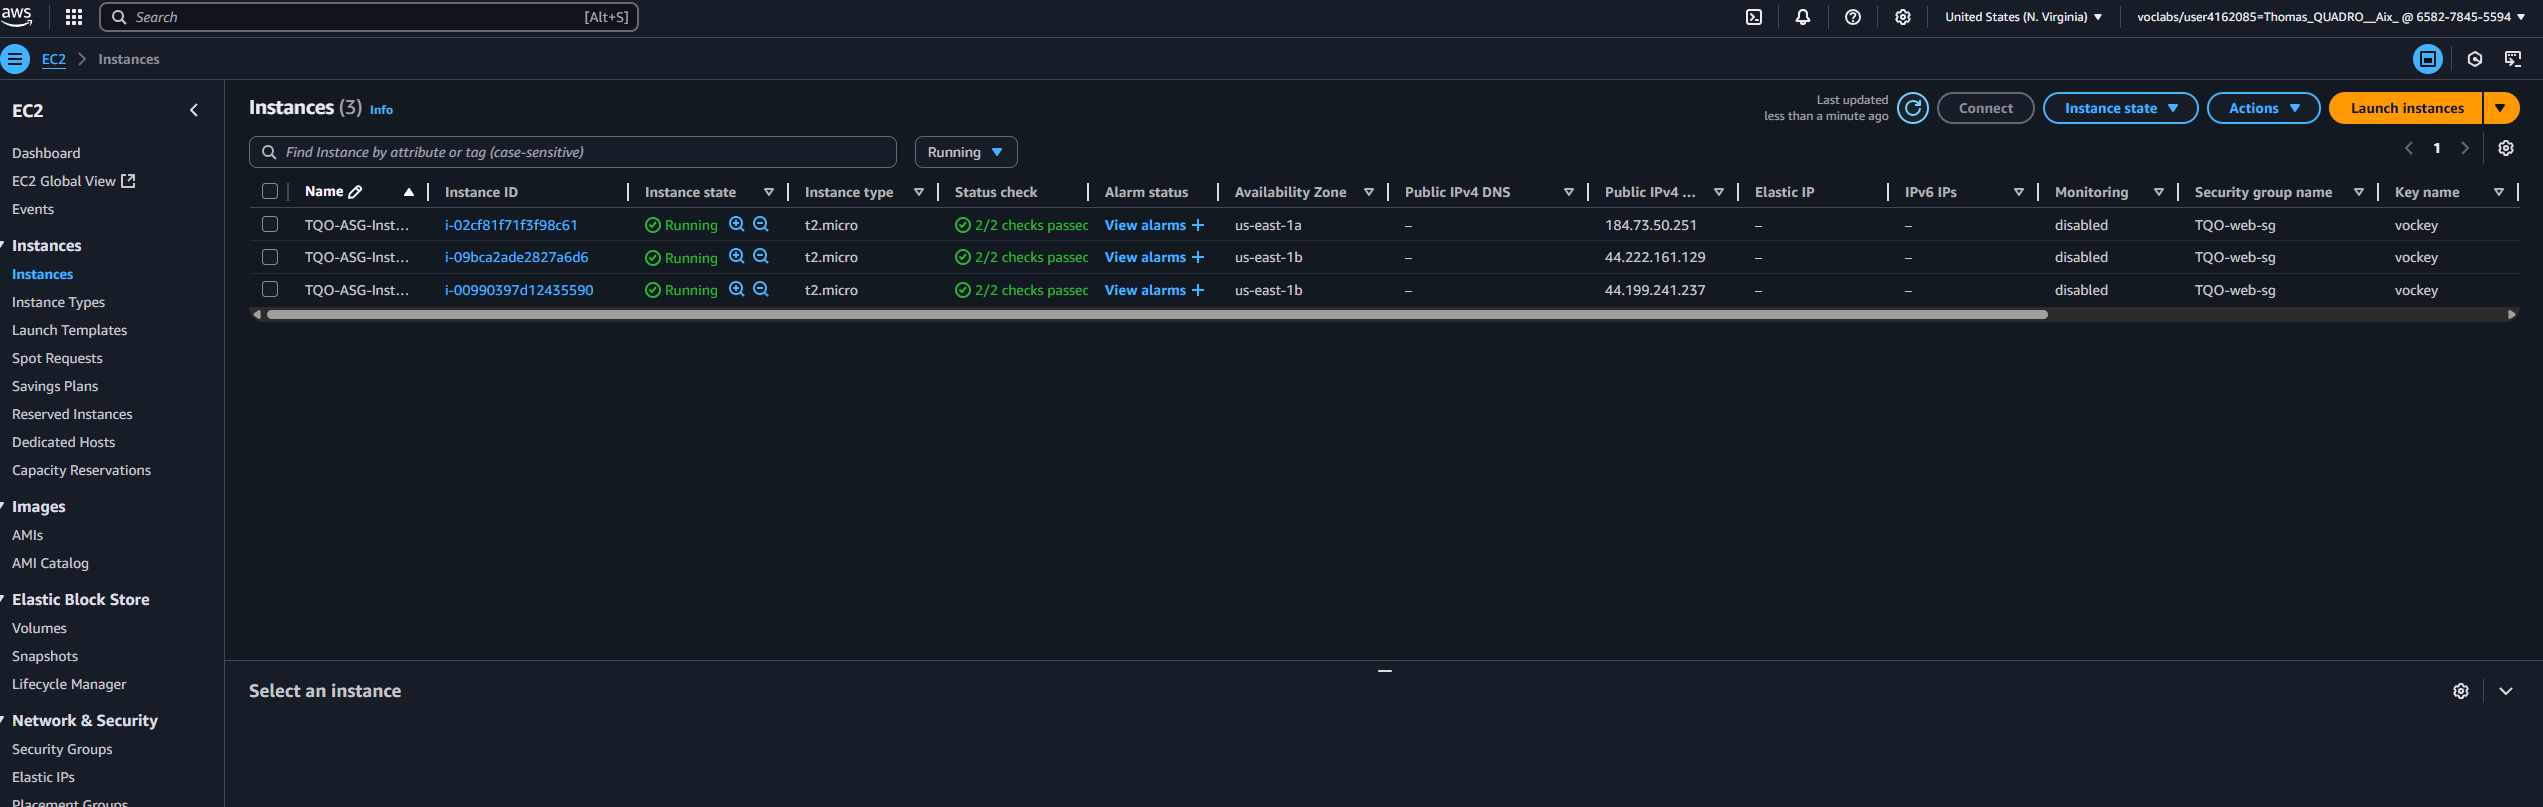 aws
Search [Alt+S]
United States (N. Virginia)
voclabs/user4162085=Thomas_QUADRO__Aix_ @ 6582-7845-5594
EC2 Instances
EC2
Dashboard
EC2 Global View
Events
Instances
Instances
Instance Types
Launch Templates
Spot Requests
Savings Plans
Reserved Instances
Dedicated Hosts
Capacity Reservations
Images
AMIs
AMI Catalog
Elastic Block Store
Volumes
Snapshots
Lifecycle Manager
Network & Security
Security Groups
Elastic IPs
Placement Groups
Instances (3) Info
Last updated
less than a minute ago
Connect
Instance state
Actions
Launch instances
Find Instance by attribute or tag (case-sensitive)
Running
1
Name Instance ID Instance state Instance type Status check Alarm status Availability Zone Public IPv4 DNS Public IPv4 ... Elastic IP IPv6 IPs Monitoring Security group name Key name
TQO-ASG-Inst... i-02cf81f71f3f98c61 Running t2.micro 2/2 checks passec View alarms + us-east-1a – 184.73.50.251 – – disabled TQO-web-sg vockey
TQO-ASG-Inst... i-09bca2ade2827a6d6 Running t2.micro 2/2 checks passec View alarms + us-east-1b – 44.222.161.129 – – disabled TQO-web-sg vockey
TQO-ASG-Inst... i-00990397d12435590 Running t2.micro 2/2 checks passec View alarms + us-east-1b – 44.199.241.237 – – disabled TQO-web-sg vockey
Select an instance